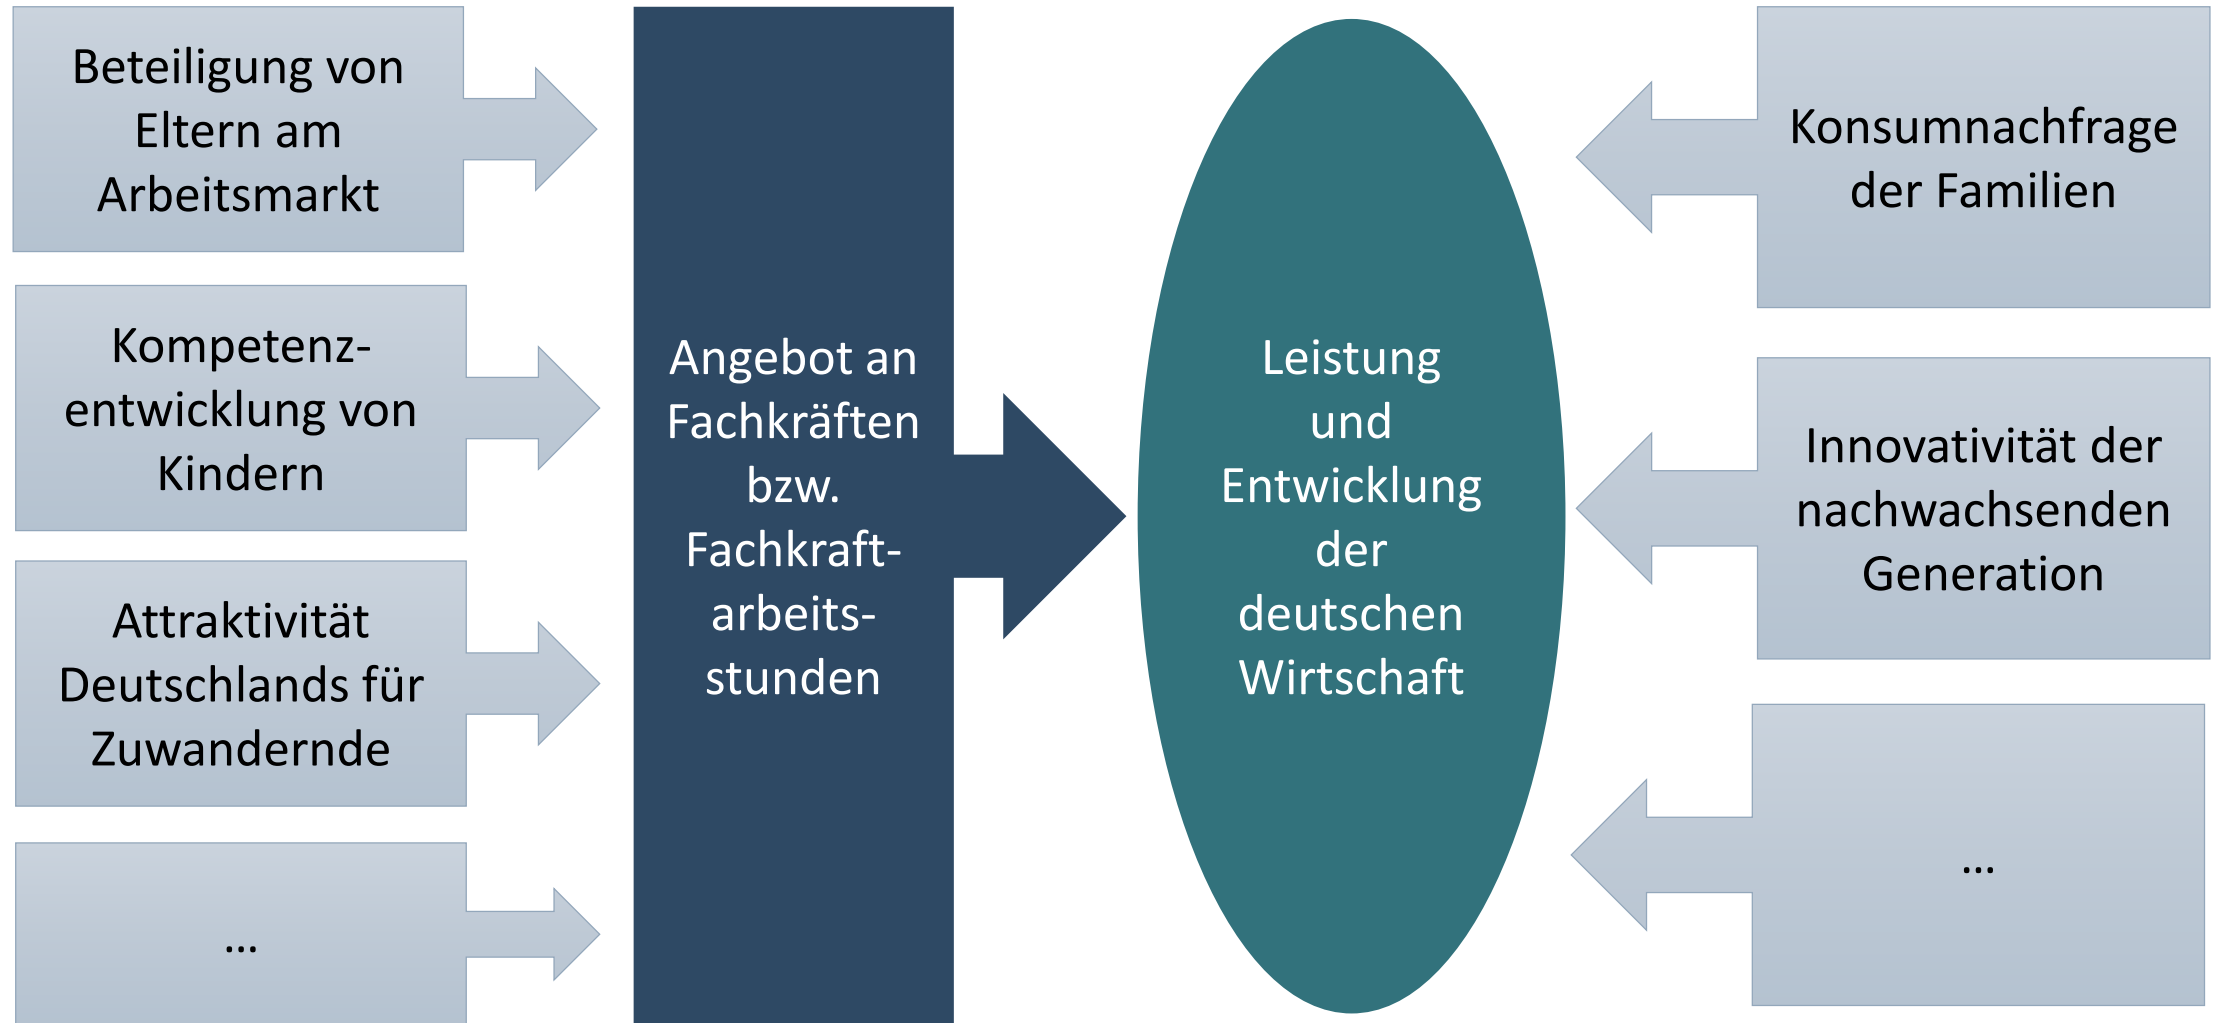 Beteiligung von
Eltern am
Arbeitsmarkt
Kompetenz-
entwicklung von
Kindern
Attraktivität
Deutschlands für
Zuwandernde
...
Angebot an
Fachkräften
bzw.
Fachkraft-
arbeits-
stunden
Leistung
und
Entwicklung
der
deutschen
Wirtschaft
Konsumnachfrage
der Familien
Innovativität der
nachwachsenden
Generation
...